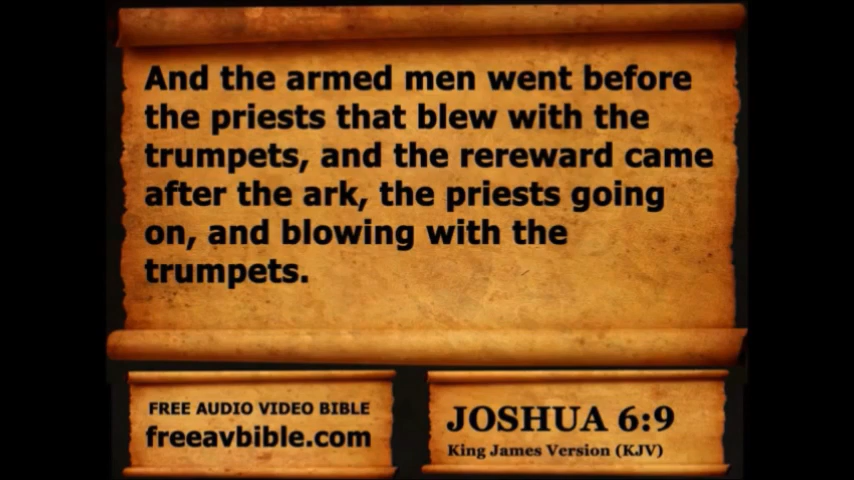 And the armed men went before
the priests that blew with the
trumpets, and the rereward came
after the ark, the priests going
on, and blowing with the
trumpets.
FREE AUDIO VIDEO BIBLE
freeavbible.com
JOSHUA 6:9
King James Version (KJV)